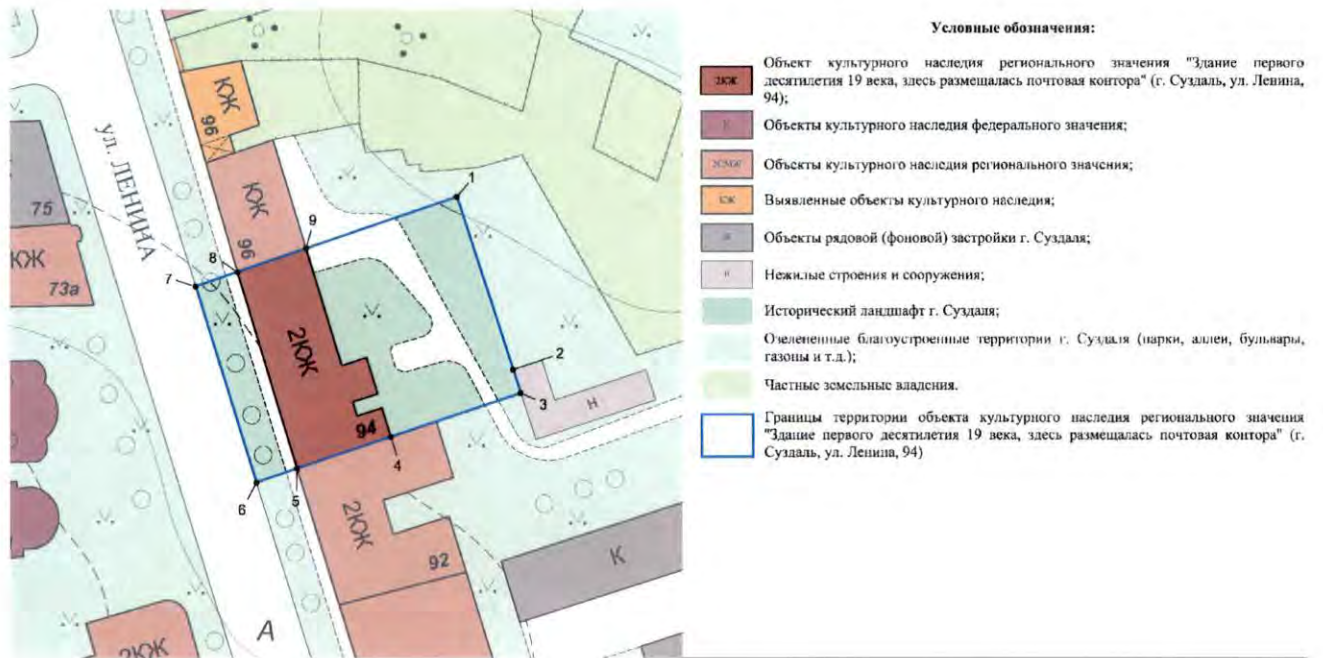 КЖ
96
ул. ЛЕНИНА
75
КЖ
73а
КЖ
96
1
9
8
7
2КЖ
2
3
н
94
4
5
6
2КЖ
92
К
А
2КЖ
Условные обозначения:
2КЖ
Объект культурного наследия регионального значения "Здание первого
десятилетия 19 века, здесь размещалась почтовая контора" (г. Суздаль, ул. Ленина,
94);
К
Объекты культурного наследия федерального значения;
Объекты культурного наследия регионального значения;
КЖ
Выявленные объекты культурного наследия;
Объекты рядовой (фоновой) застройки г. Суздаля;
н
Нежилые строения и сооружения;
Исторический ландшафт г. Суздаля;
Озелененные благоустроенные территории г. Суздаля (парки, аллеи, бульвары,
газоны и т.д.);
Частные земельные владения.
Границы территории объекта культурного наследия регионального значения
"Здание первого десятилетия 19 века, здесь размещалась почтовая контора" (г.
Суздаль, ул. Ленина, 94)